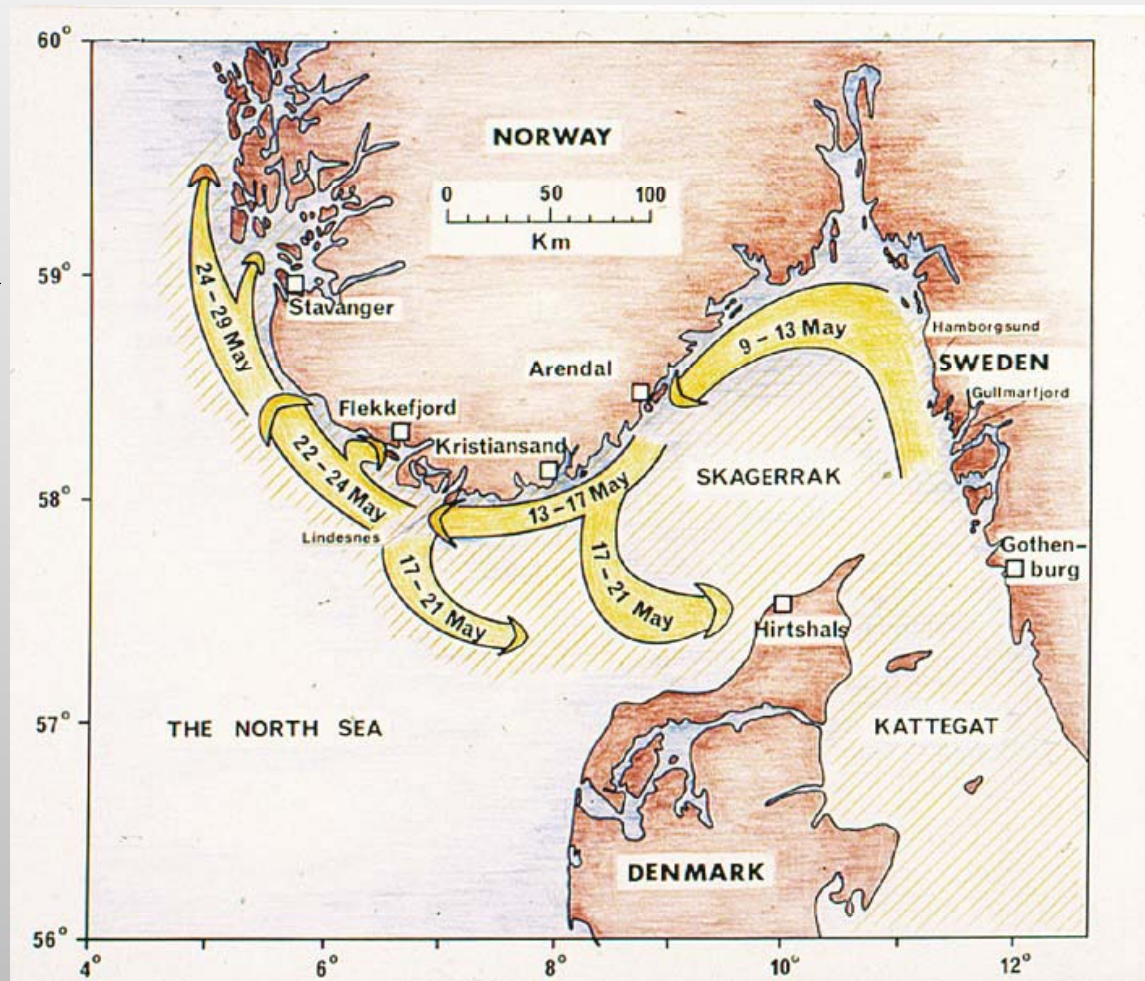 60°
NORWAY
0 50 100
Km
59°
24 – 29 May
Stavanger
9 – 13 May
Hamborgsund
SWEDEN
Gullmarfjord
Arendal
Flekkefjord
Kristiansand
22 – 24 May
SKAGERRAK
58°
13 – 17 May
Lindesnes
17 – 21 May
17 – 21 May
Gothen-
burg
Hirtshals
57°
THE NORTH SEA
KATTEGAT
DENMARK
56°
4° 6° 8° 10° 12°